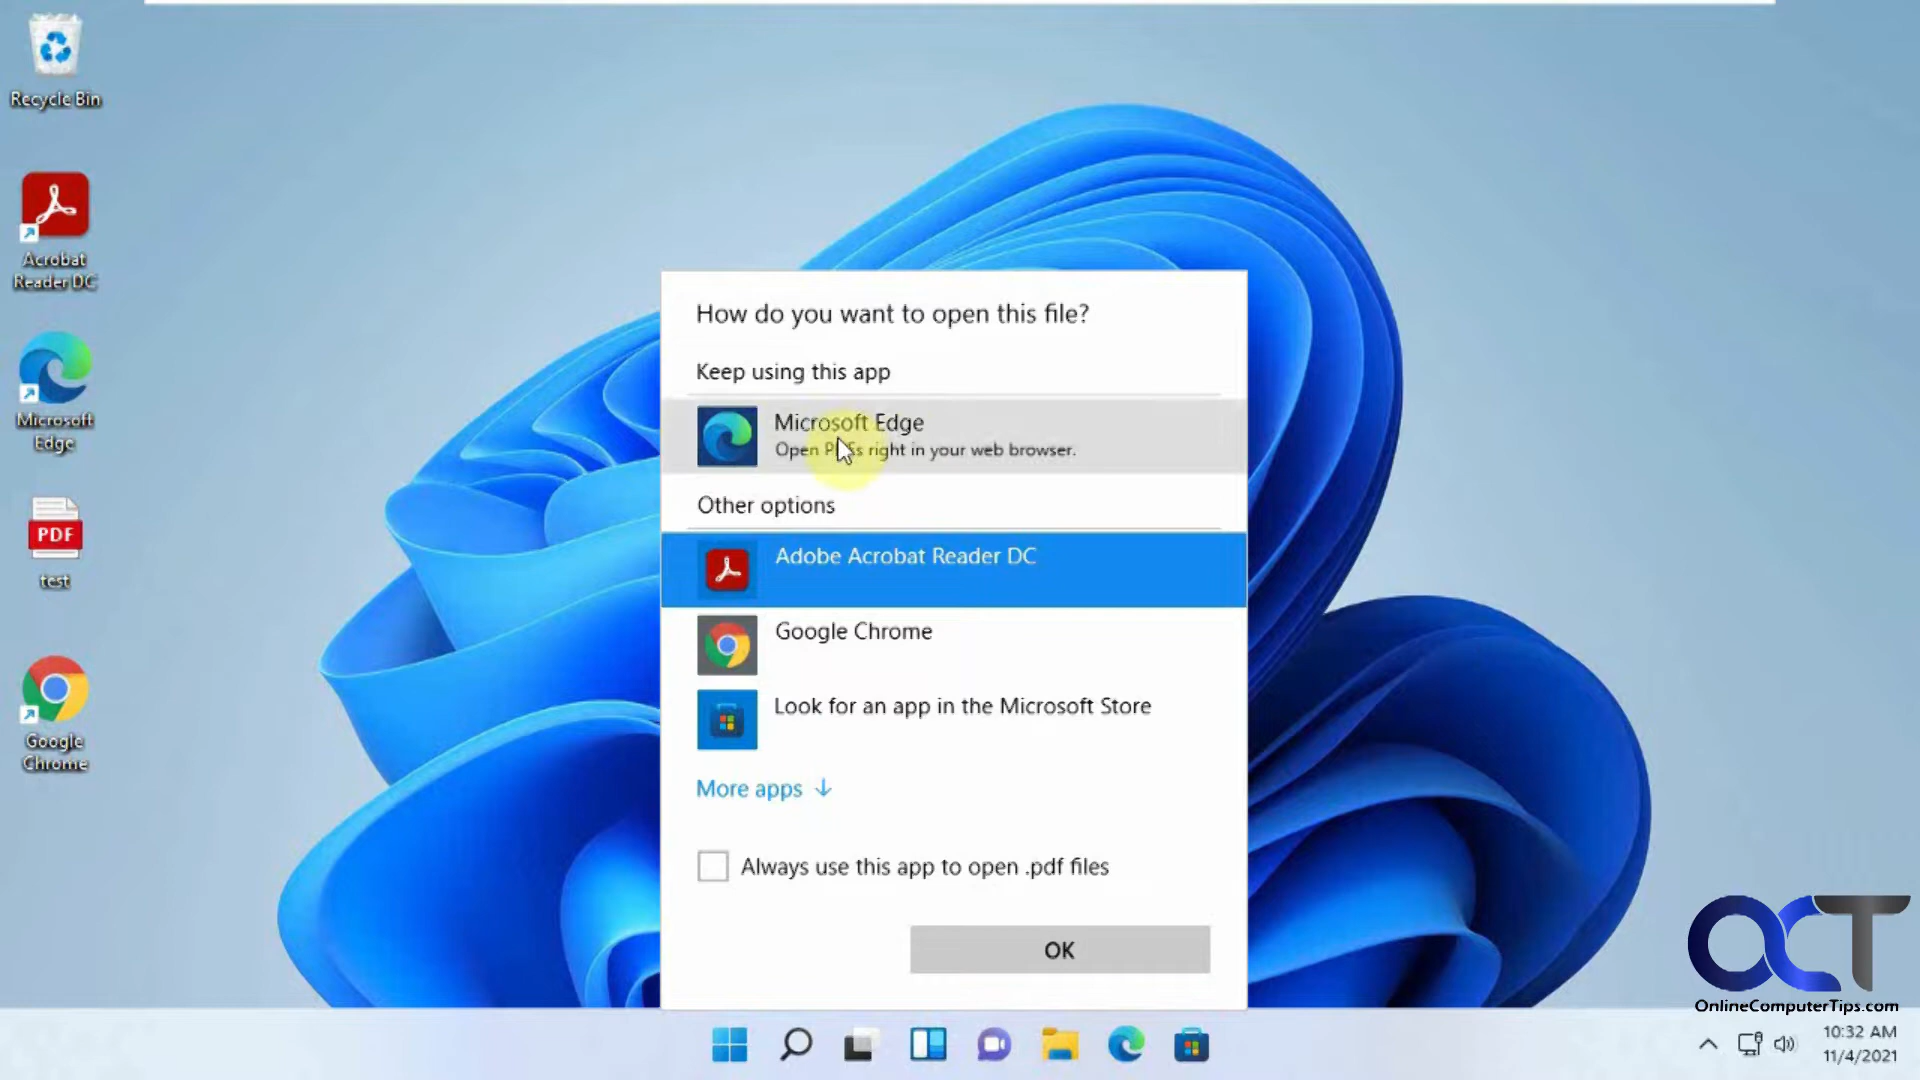 Recycle Bin
Acrobat
Reader DC
Microsoft
Edge
PDF
test
Google
Chrome
How do you want to open this file?
Keep using this app
Microsoft Edge
Open PDFs right in your web browser.
Other options
Adobe Acrobat Reader DC
Google Chrome
Look for an app in the Microsoft Store
More apps
Always use this app to open .pdf files
OK
OCT
OnlineComputerTips.com
10:32 AM
11/4/2021